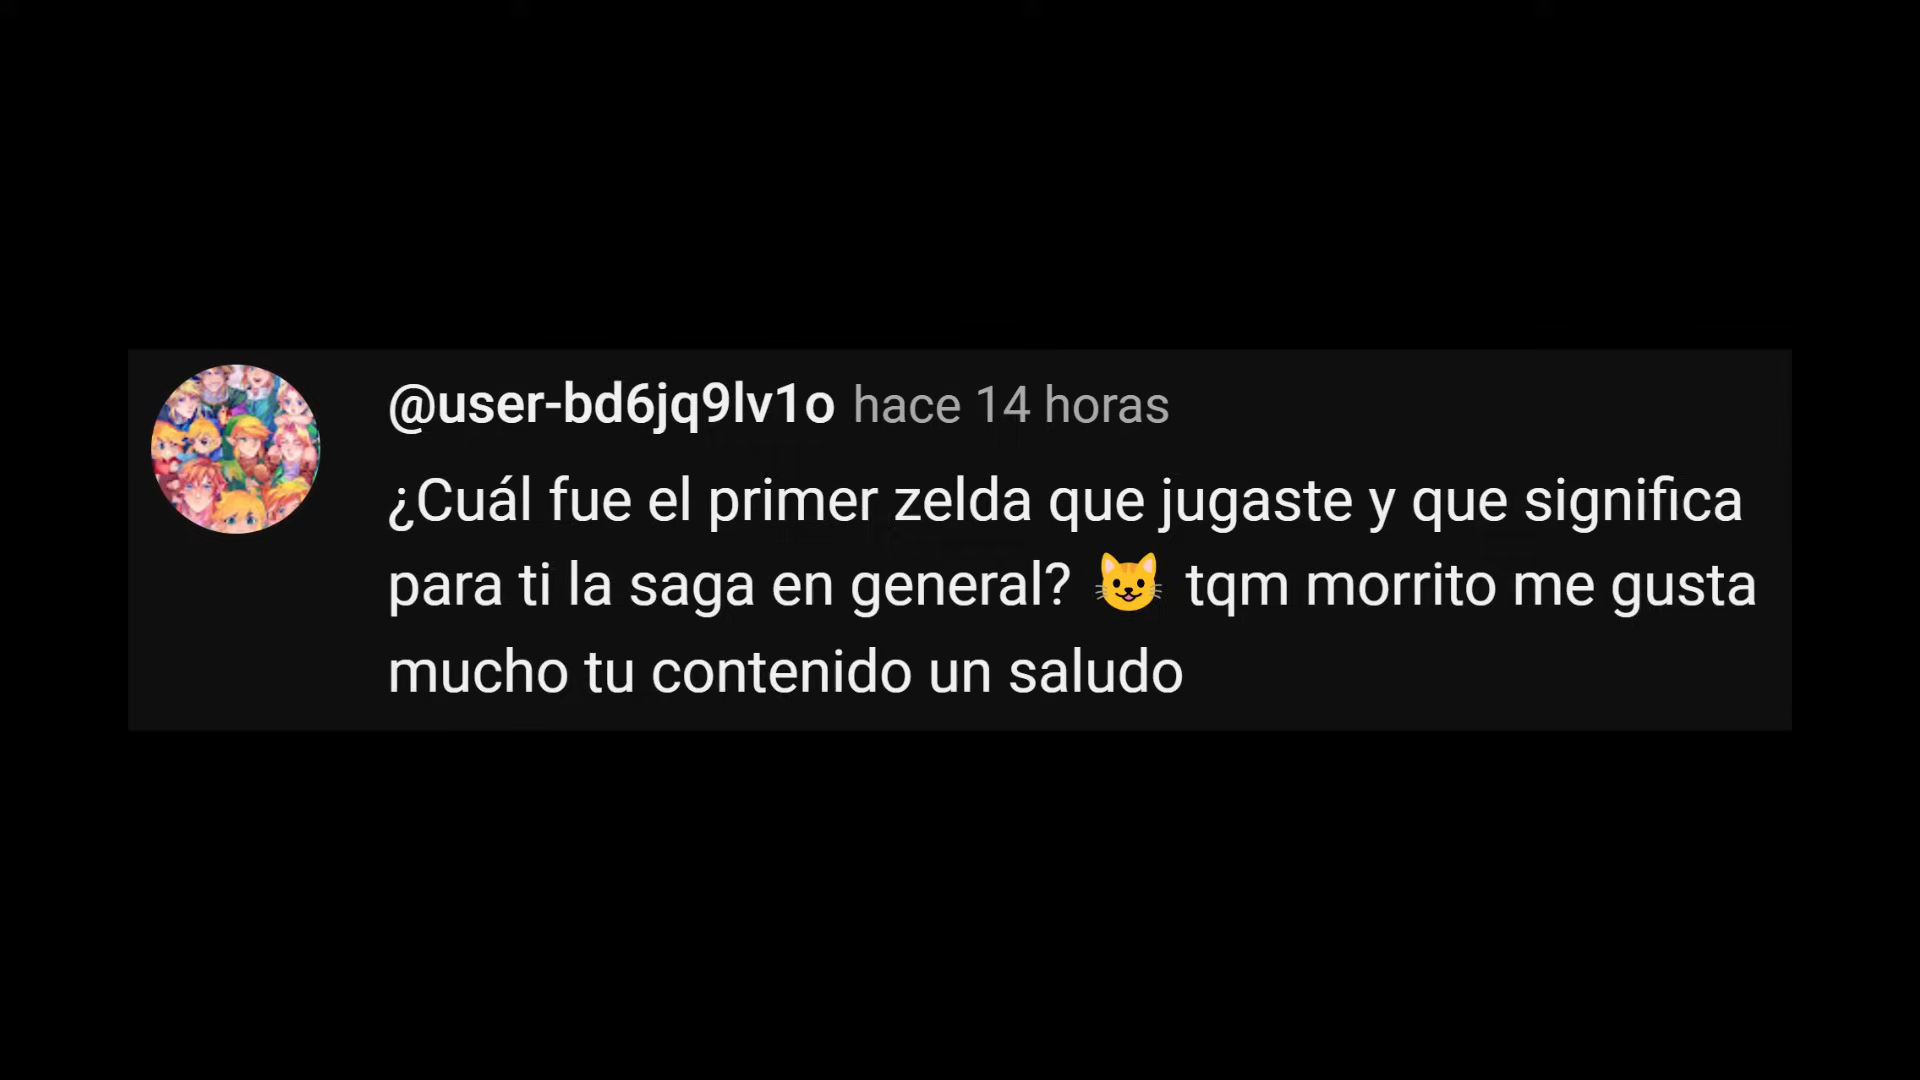 @user-bd6jq9lv1o hace 14 horas
¿Cuál fue el primer zelda que jugaste y que significa
para ti la saga en general? 😺 tqm morrito me gusta
mucho tu contenido un saludo